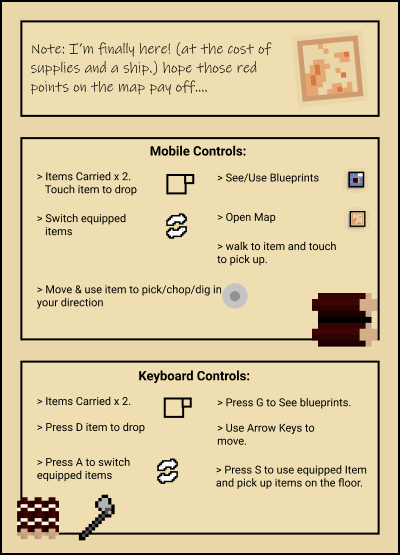 Note: I'm finally here! (at the cost of
supplies and a ship.) hope those red
points on the map pay off....
Mobile Controls:
> Items Carried x 2.
Touch item to drop
> Switch equipped
items
> See/Use Blueprints
> Open Map
> walk to item and touch
to pick up.
> Move & use item to pick/chop/dig in
your direction
Keyboard Controls:
> Items Carried x 2.
> Press D item to drop
> Press A to switch
equipped items
> Press G to See blueprints.
> Use Arrow Keys to
move.
> Press S to use equipped Item
and pick up items on the floor.